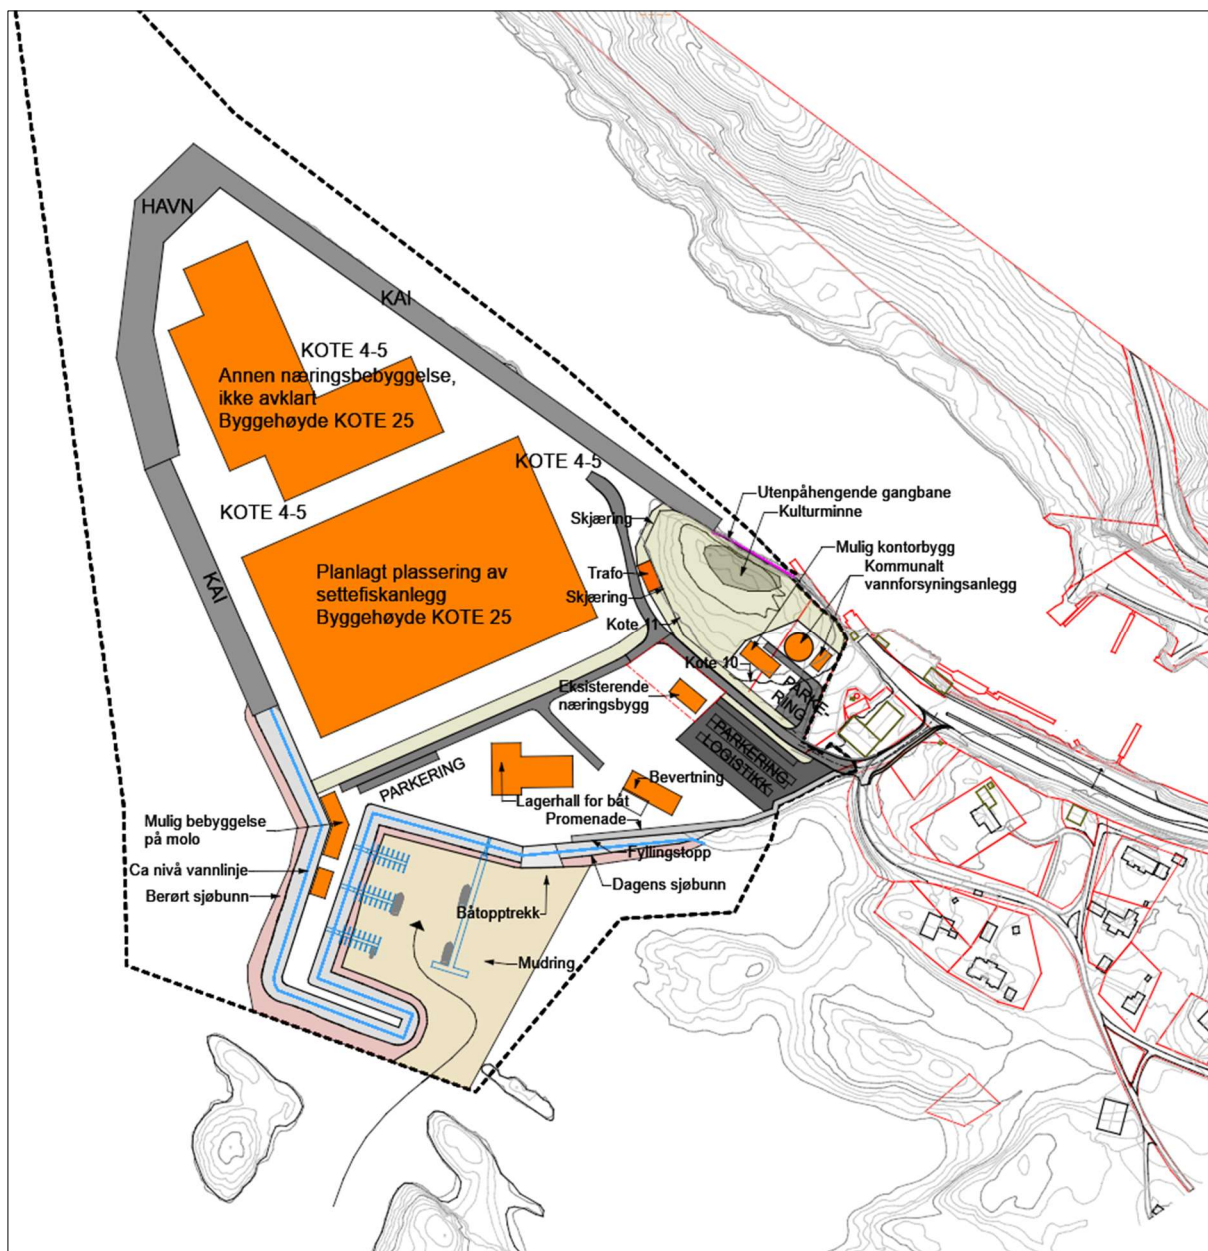 HAVN
KAI
KOTE 4-5
Annen næringsbebyggelse,
ikke avklart
Byggehøyde KOTE 25
KOTE 4-5
KOTE 4-5
Utenpåhengende gangbane
Kulturminne
Skjæring
Mulig kontorbygg
Kommunalt
vannforsyningsanlegg
KAI
Planlagt plassering av
settefiskanlegg
Byggehøyde KOTE 25
Trafo
Skjæring
Kote 11
Kote 10
PARKE-
RING
Eksisterende
næringsbygg
PARKERING
LOGISTIKK
PARKERING
Bevertning
Lagerhall for båt
Promenade
Mulig bebyggelse
på molo
Fyllingstopp
Ca nivå vannlinje
Dagens sjøbunn
Berørt sjøbunn
Båtopptrekk
Mudring